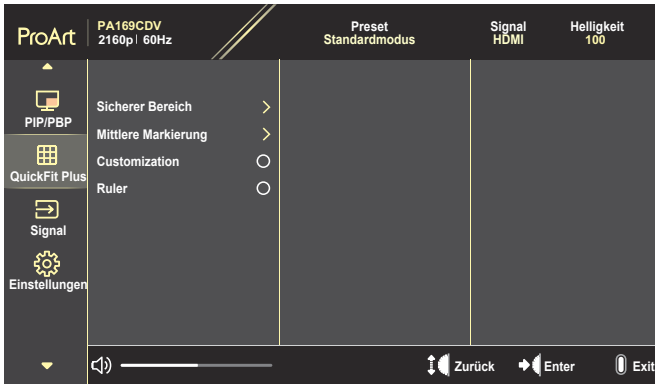 ProArt
PA169CDV
2160p | 60Hz
Preset
Standardmodus
Signal
HDMI
Helligkeit
100
PIP/PBP
QuickFit Plus
Signal
Einstellungen
Sicherer Bereich
Mittlere Markierung
Customization
Ruler
Zurück
Enter
Exit